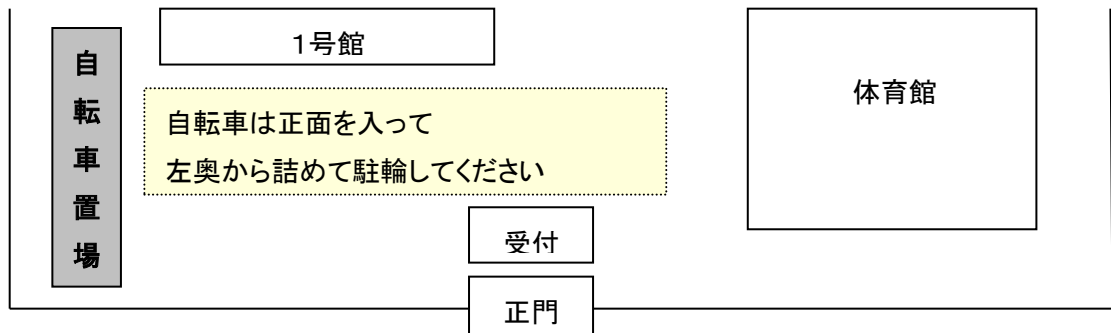 1号館
体育館
自転車置場
自転車は正面を入って
左奥から詰めて駐輪してください
受付
正門